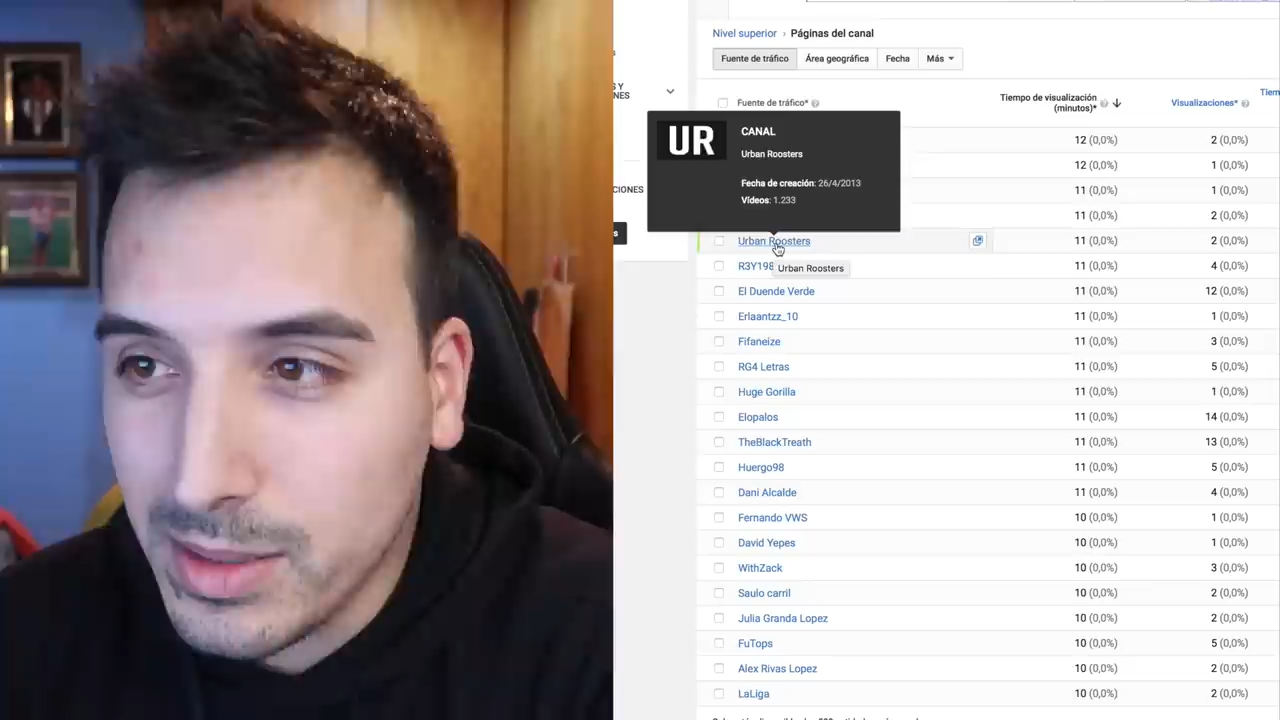 Nivel superior › Páginas del canal
Fuente de tráfico Área geográfica Fecha Más
S Y
NES
Fuente de tráfico* Tiempo de visualización (minutos)* Visualizaciones*
UR
CANAL
Urban Roosters
Fecha de creación: 26/4/2013
Vídeos: 1.233
12 (0,0%) 2 (0,0%)
12 (0,0%) 1 (0,0%)
CIONES
11 (0,0%) 1 (0,0%)
11 (0,0%) 2 (0,0%)
s
Urban Roosters 11 (0,0%) 2 (0,0%)
R3Y198 11 (0,0%) 4 (0,0%)
Urban Roosters
El Duende Verde 11 (0,0%) 12 (0,0%)
Erlaantzz_10 11 (0,0%) 1 (0,0%)
Fifaneize 11 (0,0%) 3 (0,0%)
RG4 Letras 11 (0,0%) 5 (0,0%)
Huge Gorilla 11 (0,0%) 1 (0,0%)
Elopalos 11 (0,0%) 14 (0,0%)
TheBlackTreath 11 (0,0%) 13 (0,0%)
Huergo98 11 (0,0%) 5 (0,0%)
Dani Alcalde 11 (0,0%) 4 (0,0%)
Fernando VWS 10 (0,0%) 1 (0,0%)
David Yepes 10 (0,0%) 1 (0,0%)
WithZack 10 (0,0%) 3 (0,0%)
Saulo carril 10 (0,0%) 2 (0,0%)
Julia Granda Lopez 10 (0,0%) 2 (0,0%)
FuTops 10 (0,0%) 5 (0,0%)
Alex Rivas Lopez 10 (0,0%) 2 (0,0%)
LaLiga 10 (0,0%) 2 (0,0%)